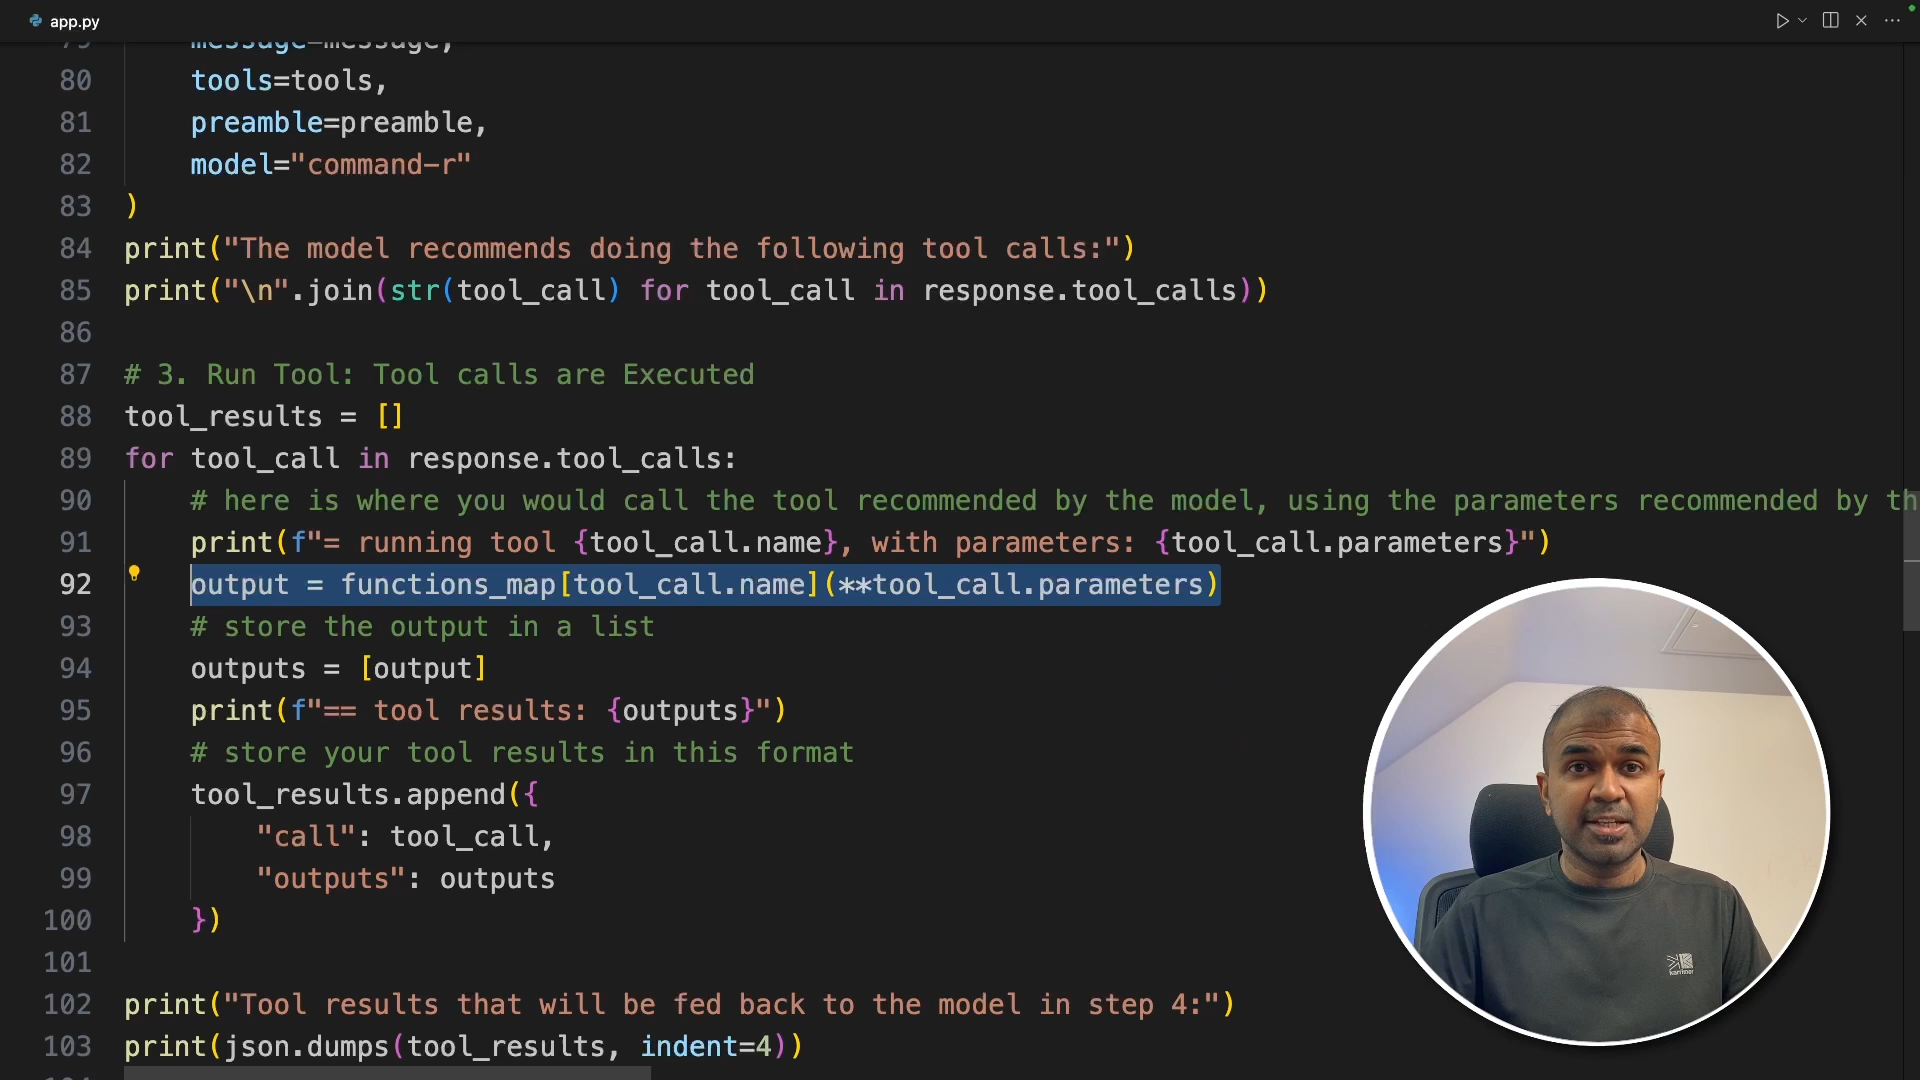 app.py
message=message,
80 tools=tools,
81 preamble=preamble,
82 model="command-r"
83 )
84 print("The model recommends doing the following tool calls:")
85 print("\n".join(str(tool_call) for tool_call in response.tool_calls))
86
87 # 3. Run Tool: Tool calls are Executed
88 tool_results = []
89 for tool_call in response.tool_calls:
90 # here is where you would call the tool recommended by the model, using the parameters recommended by th
91 print(f"= running tool {tool_call.name}, with parameters: {tool_call.parameters}")
92 output = functions_map[tool_call.name](**tool_call.parameters)
93 # store the output in a list
94 outputs = [output]
95 print(f"== tool results: {outputs}")
96 # store your tool results in this format
97 tool_results.append({
98 "call": tool_call,
99 "outputs": outputs
100 })
101
102 print("Tool results that will be fed back to the model in step 4:")
103 print(json.dumps(tool_results, indent=4))
karrimor